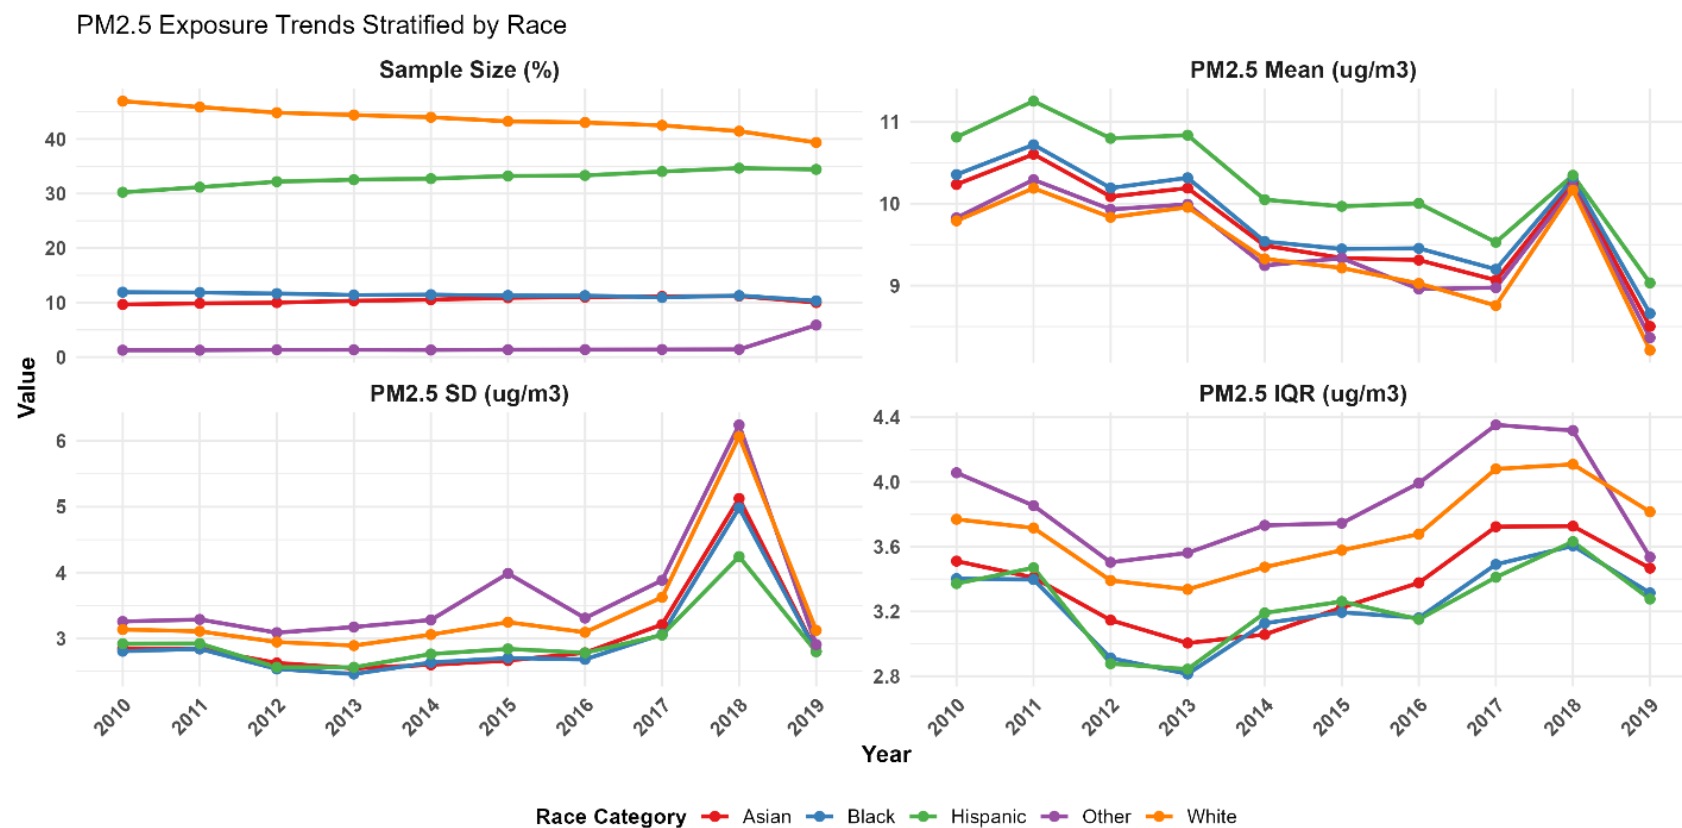 PM2.5 Exposure Trends Stratified by Race
Sample Size (%)
PM2.5 Mean (ug/m3)
40
30
20
10
0
11
10
9
Value
PM2.5 SD (ug/m3)
PM2.5 IQR (ug/m3)
6
5
4
3
4.4
4.0
3.6
3.2
2.8
2010 2011 2012 2013 2014 2015 2016 2017 2018 2019
2010 2011 2012 2013 2014 2015 2016 2017 2018 2019
Year
Race Category Asian Black Hispanic Other White